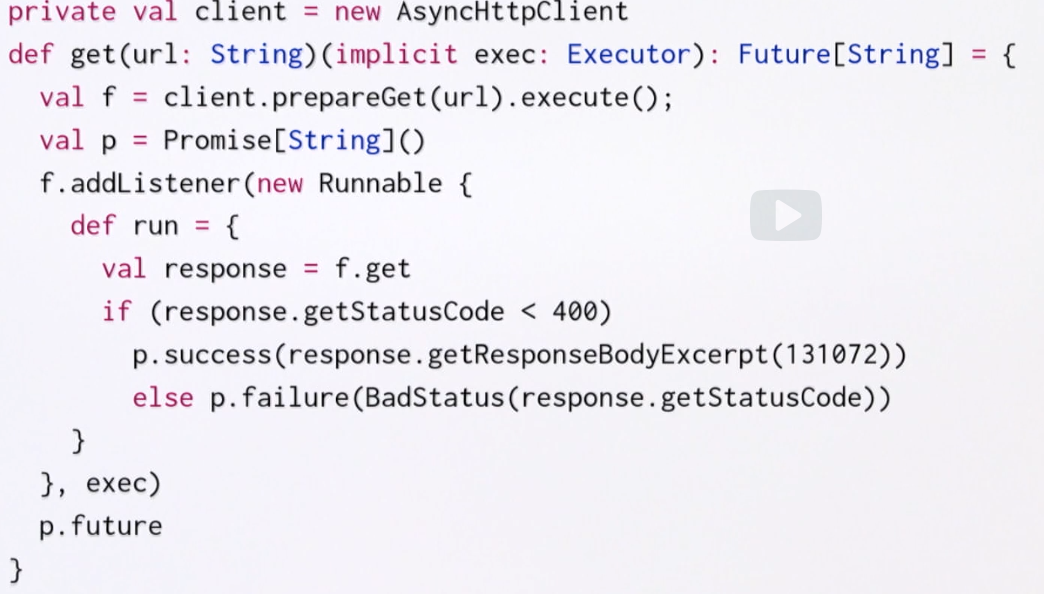 private val client = new AsyncHttpClient
def get(url: String)(implicit exec: Executor): Future[String] = {
  val f = client.prepareGet(url).execute();
  val p = Promise[String]()
  f.addListener(new Runnable {
    def run = {
      val response = f.get
      if (response.getStatusCode < 400)
        p.success(response.getResponseBodyExcerpt(131072))
        else p.failure(BadStatus(response.getStatusCode))
    }
  }, exec)
  p.future
}